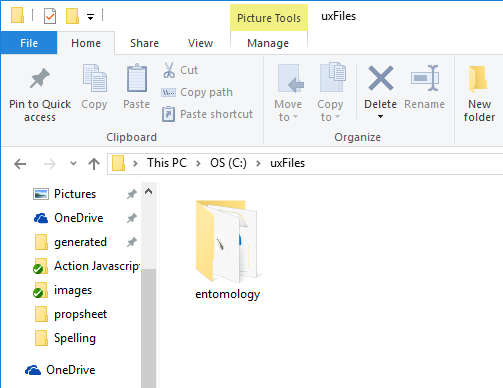 Picture Tools uxFiles
File Home Share View Manage
Pin to Quick access
Copy
Paste
Cut
Copy path
Paste shortcut
Move to
Copy to
Delete
Rename
New folder
Clipboard Organize
This PC OS (C:) uxFiles
Pictures
OneDrive
generated
Action Javascrip
images
propsheet
Spelling
OneDrive
entomology